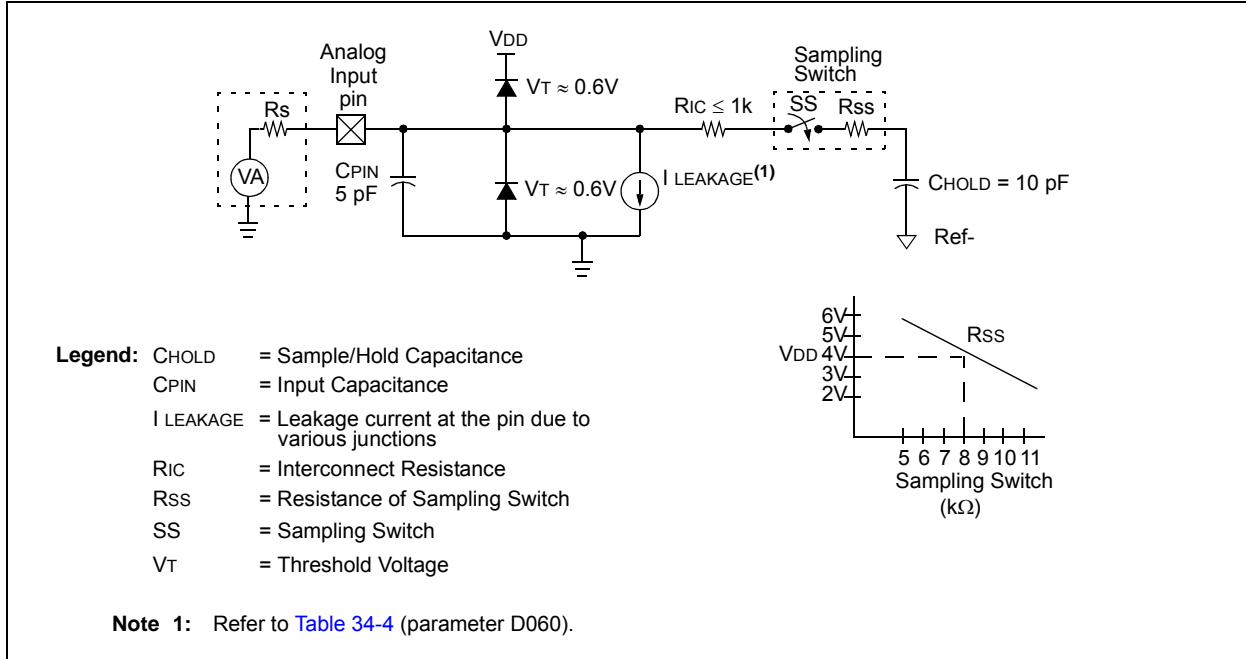 VDD
Analog
Input
pin
Sampling
Switch
VT ≈ 0.6V
Rs
RIC ≤ 1k
SS
Rss
VA
CPIN
5 pF
VT ≈ 0.6V
I LEAKAGE(1)
CHOLD = 10 pF
Ref-
6V
5V
VDD 4V
3V
2V
RSS
5 6 7 8 9 10 11
Sampling Switch
(kΩ)
Legend: CHOLD = Sample/Hold Capacitance
CPIN = Input Capacitance
I LEAKAGE = Leakage current at the pin due to
various junctions
RIC = Interconnect Resistance
RSS = Resistance of Sampling Switch
SS = Sampling Switch
VT = Threshold Voltage
Note 1: Refer to Table 34-4 (parameter D060).